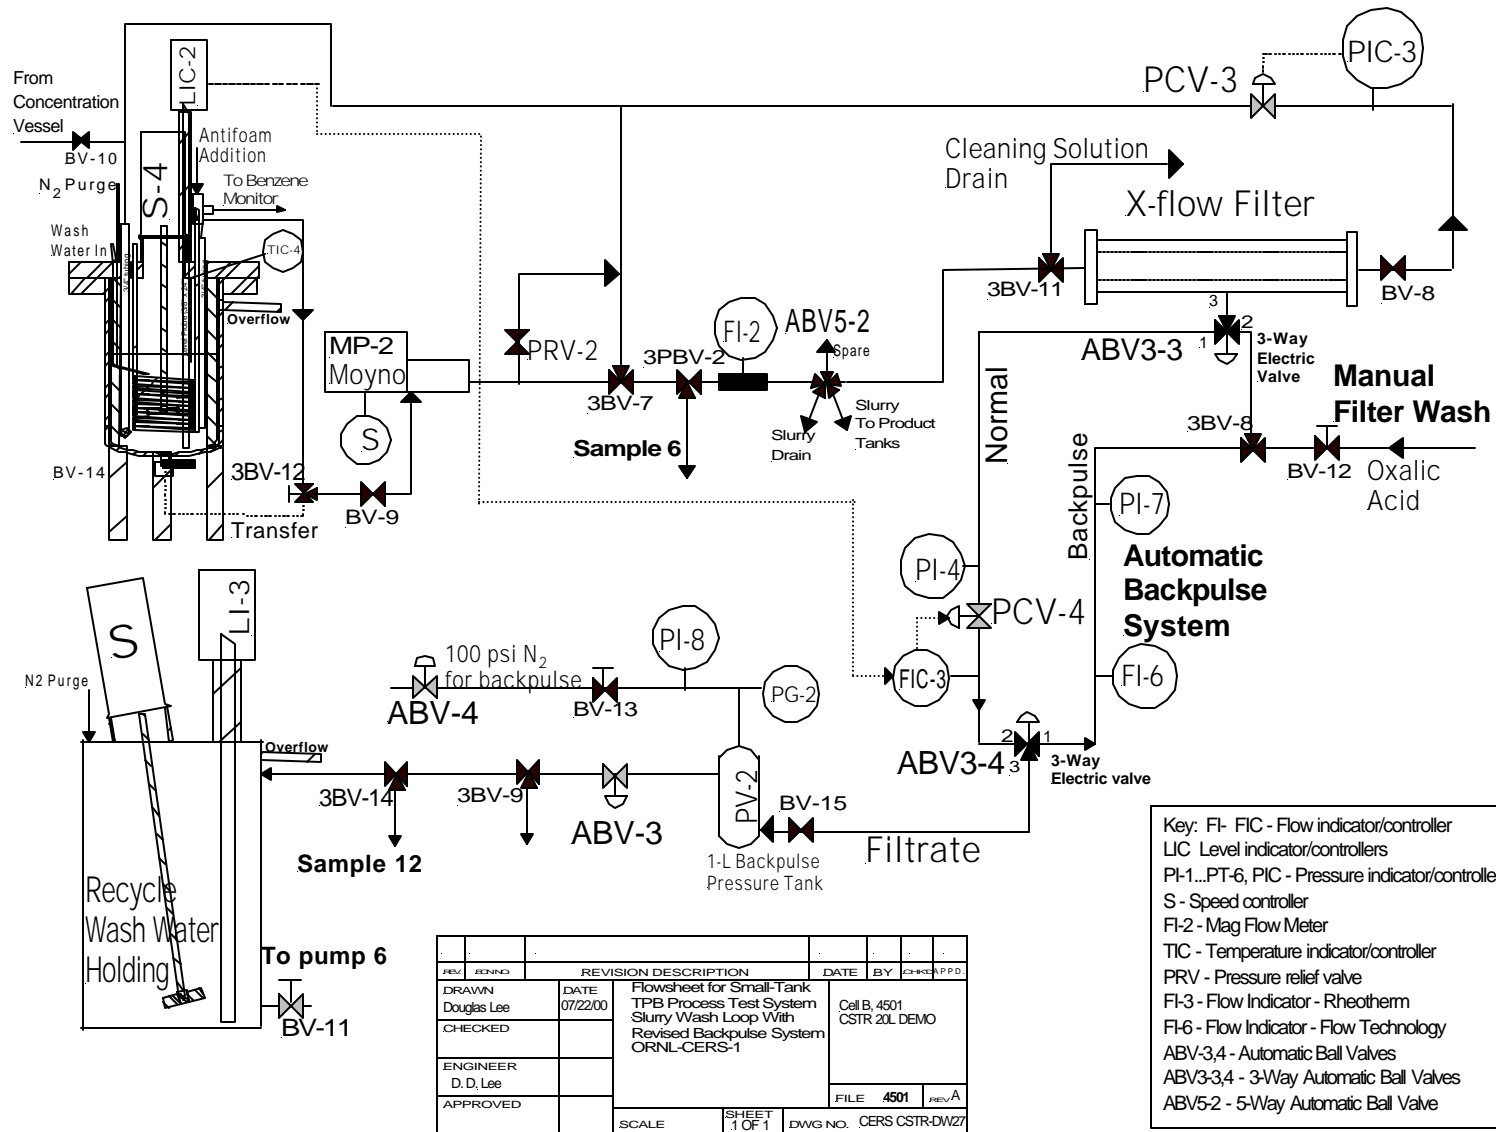 From
Concentration
Vessel
BV-10
N2 Purge
Wash
Water In
LIC-2
S-4
Antifoam
Addition
To Benzene
Monitor
TIC-4
Overflow
BV-14
3BV-12
Transfer
BV-9
MP-2
Moyno
S
PRV-2
3BV-7
3PBV-2
Sample 6
FI-2
ABV5-2
Spare
Slurry
Drain
Slurry
To Product
Tanks
Cleaning Solution
Drain
X-flow Filter
3BV-11
BV-8
PCV-3
PIC-3
3
2
1
ABV3-3
3-Way
Electric
Valve
Manual
Filter Wash
3BV-8
BV-12
Oxalic
Acid
Normal
Backpulse
PI-7
PI-4
PCV-4
Automatic
Backpulse
System
FIC-3
FI-6
ABV3-4
2
1
3
3-Way
Electric valve
S
LI-3
N2 Purge
Overflow
Recycle
Wash Water
Holding
To pump 6
BV-11
100 psi N2
for backpulse
ABV-4
BV-13
PI-8
PG-2
3BV-14
3BV-9
ABV-3
Sample 12
PV-2
BV-15
Filtrate
1-L Backpulse
Pressure Tank
Key: FI- FIC - Flow indicator/controller
LIC Level indicator/controllers
PI-1...PT-6, PIC - Pressure indicator/controlle
S - Speed controller
FI-2 - Mag Flow Meter
TIC - Temperature indicator/controller
PRV - Pressure relief valve
FI-3 - Flow Indicator - Rheotherm
FI-6 - Flow Indicator - Flow Technology
ABV-3,4 - Automatic Ball Valves
ABV3-3,4 - 3-Way Automatic Ball Valves
ABV5-2 - 5-Way Automatic Ball Valve
REV. REVISION DESCRIPTION DATE BY CHK'D APPD.
DRAWN
Douglas Lee
DATE
07/22/00
CHECKED
ENGINEER
D. D. Lee
APPROVED
Flowsheet for Small-Tank
TPB Process Test System
Slurry Wash Loop With
Revised Backpulse System
ORNL-CERS-1
Cell B, 4501
CSTR 20L DEMO
FILE 4501 REV A
SCALE
SHEET
1 OF 1
DWG NO. CERS CSTR-DW27